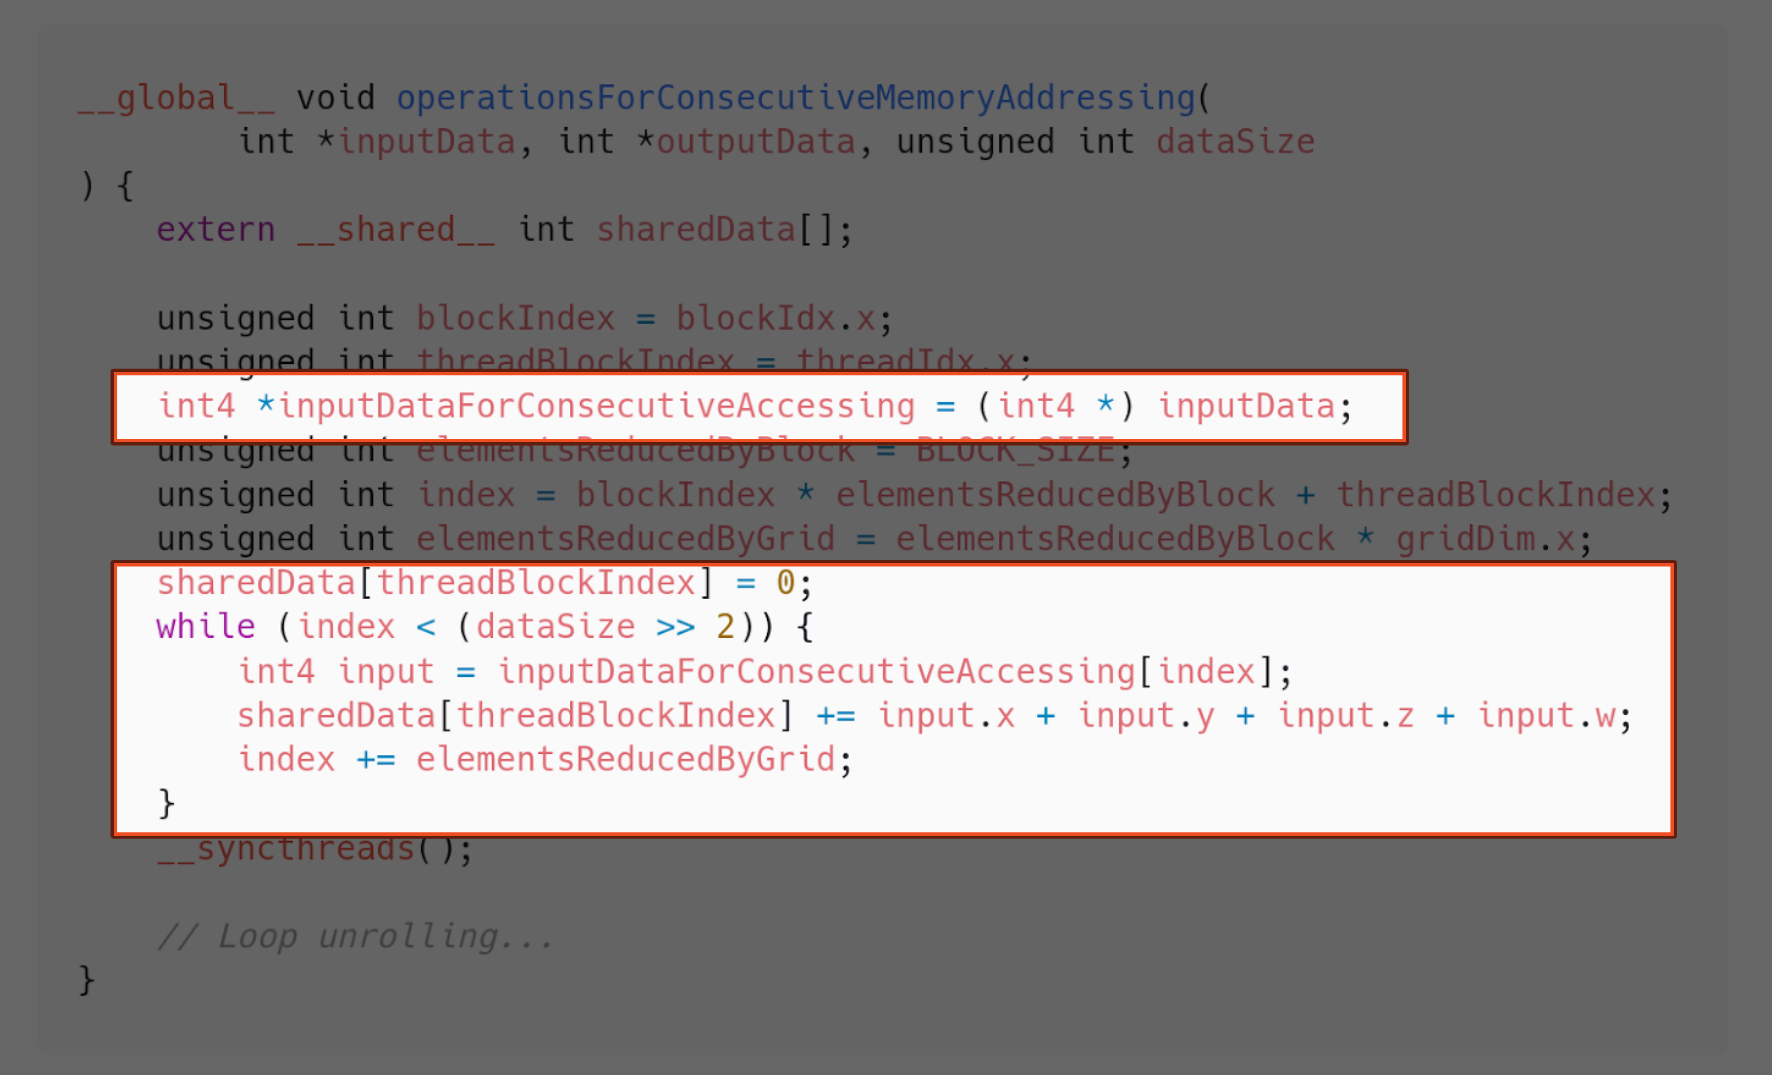 __global__ void operationsForConsecutiveMemoryAddressing(
        int *inputData, int *outputData, unsigned int dataSize
) {
    extern __shared__ int sharedData[];

    unsigned int blockIndex = blockIdx.x;
    unsigned int threadBlockIndex = threadIdx.x;
    int4 *inputDataForConsecutiveAccessing = (int4 *) inputData;
    unsigned int elementsReducedByBlock = BLOCK_SIZE;
    unsigned int index = blockIndex * elementsReducedByBlock + threadBlockIndex;
    unsigned int elementsReducedByGrid = elementsReducedByBlock * gridDim.x;
    sharedData[threadBlockIndex] = 0;
    while (index < (dataSize >> 2)) {
        int4 input = inputDataForConsecutiveAccessing[index];
        sharedData[threadBlockIndex] += input.x + input.y + input.z + input.w;
        index += elementsReducedByGrid;
    }
    __syncthreads();

    // Loop unrolling...
}